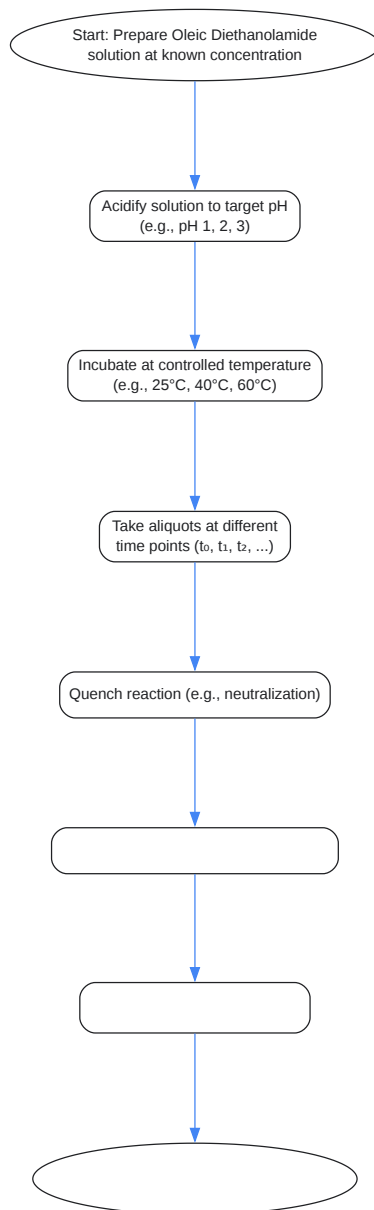 Start: Prepare Oleic Diethanolamide
solution at known concentration
Acidify solution to target pH
(e.g., pH 1, 2, 3)
Incubate at controlled temperature
(e.g., 25°C, 40°C, 60°C)
Take aliquots at different
time points (t₀, t₁, t₂, ...)
Quench reaction (e.g., neutralization)